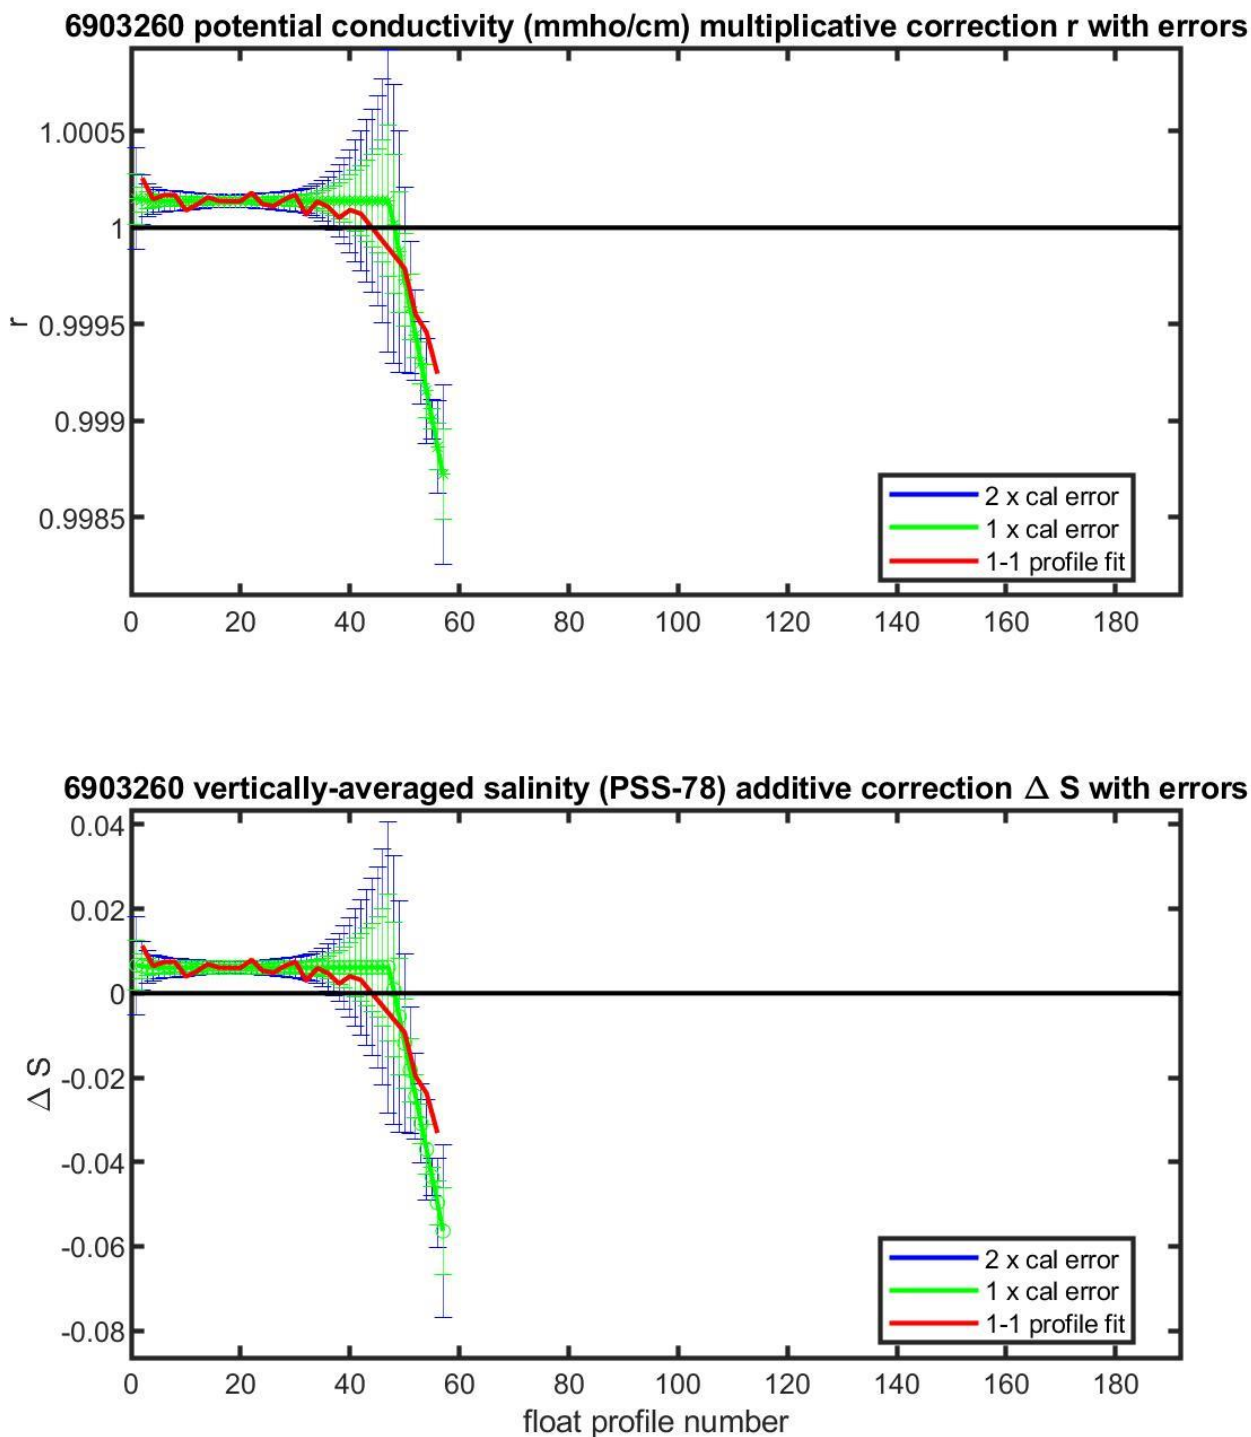 6903260 potential conductivity (mmho/cm) multiplicative correction r with errors
1.0005
1
0.9995
0.999
0.9985
r
0 20 40 60 80 100 120 140 160 180
2 x cal error
1 x cal error
1-1 profile fit
6903260 vertically-averaged salinity (PSS-78) additive correction Δ S with errors
0.04
0.02
0
-0.02
-0.04
-0.06
-0.08
Δ S
0 20 40 60 80 100 120 140 160 180
float profile number
2 x cal error
1 x cal error
1-1 profile fit